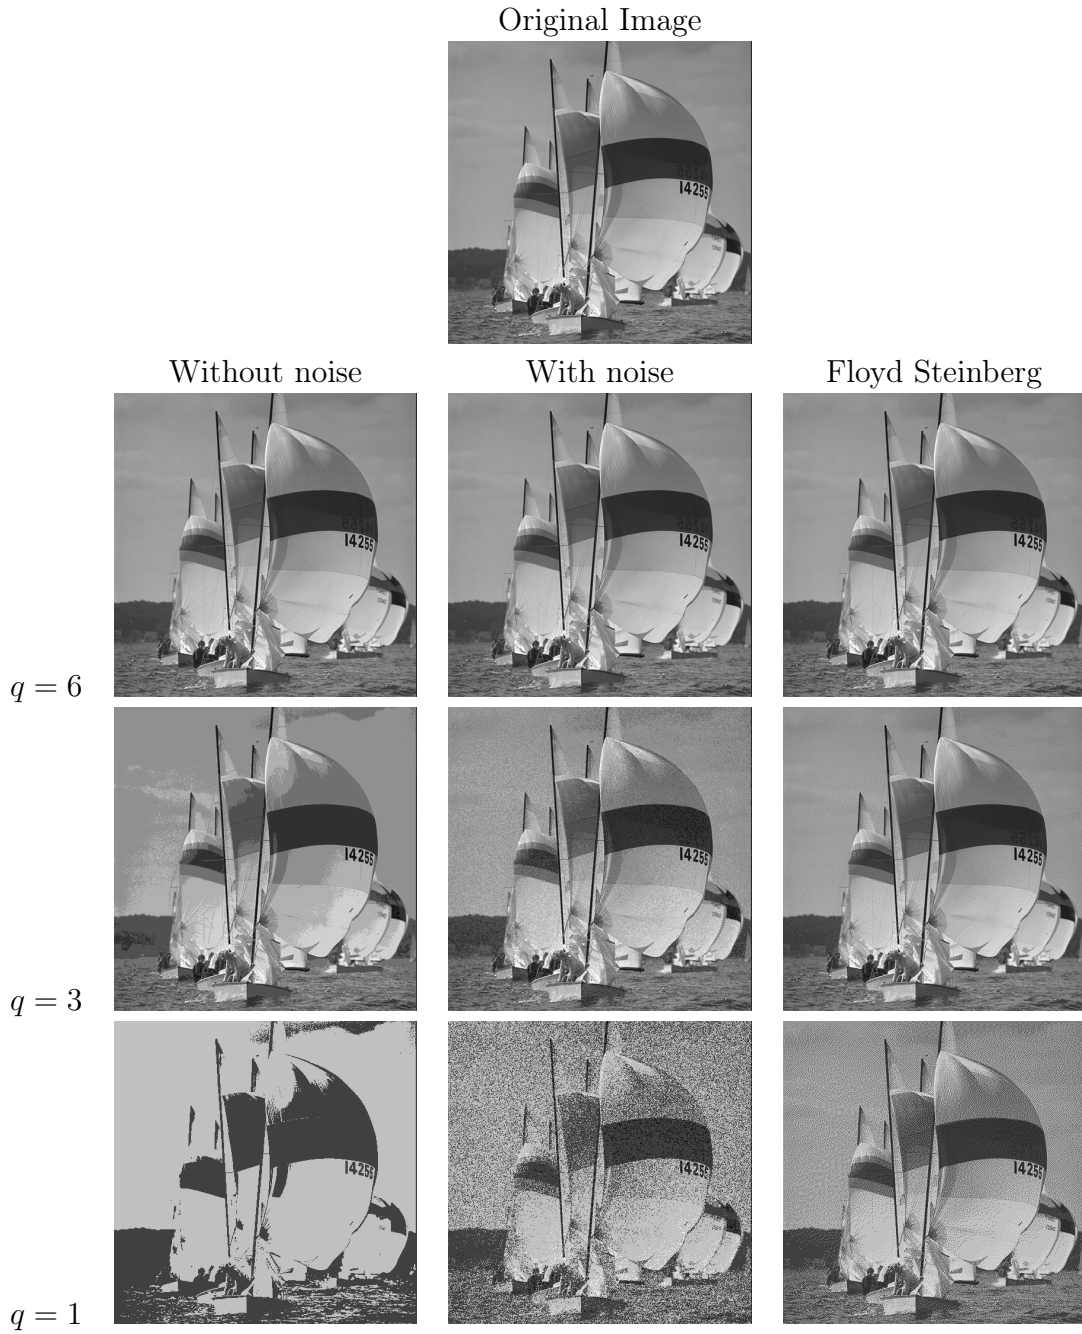 Original Image
14255
Without noise With noise Floyd Steinberg
14255 14255 14255
q = 6
14255 14255 14255
q = 3
14255 14255 14255
q = 1